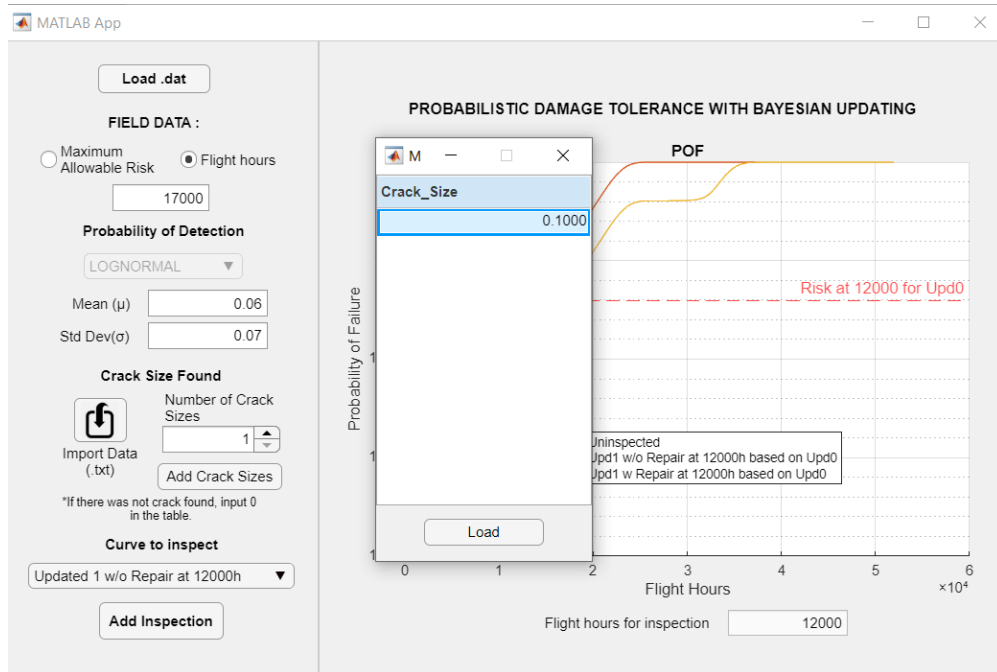 MATLAB App
Load .dat
FIELD DATA :
Maximum
Allowable Risk
Flight hours
17000
Probability of Detection
LOGNORMAL
Mean (μ)
0.06
Std Dev(σ)
0.07
Crack Size Found
Number of Crack
Sizes
1
Import Data
(.txt)
Add Crack Sizes
*If there was not crack found, input 0
in the table.
Curve to inspect
Updated 1 w/o Repair at 12000h
Add Inspection
PROBABILISTIC DAMAGE TOLERANCE WITH BAYESIAN UPDATING
POF
M
Crack_Size
0.1000
Load
Probability of Failure
Risk at 12000 for Upd0
Uninspected
Upd1 w/o Repair at 12000h based on Upd0
Upd1 w Repair at 12000h based on Upd0
0 1 2 3 4 5 6
×10⁴
Flight Hours
Flight hours for inspection
12000